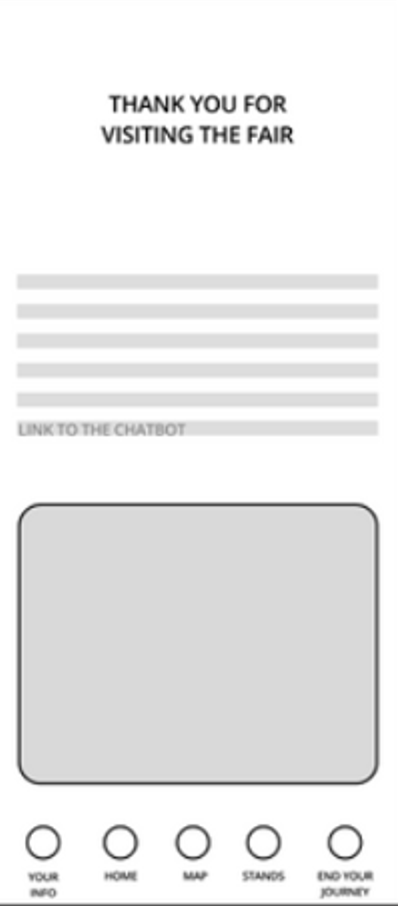 THANK YOU FOR
VISITING THE FAIR
LINK TO THE CHATBOT
YOUR
INFO
HOME
MAP
STANDS
END YOUR
JOURNEY